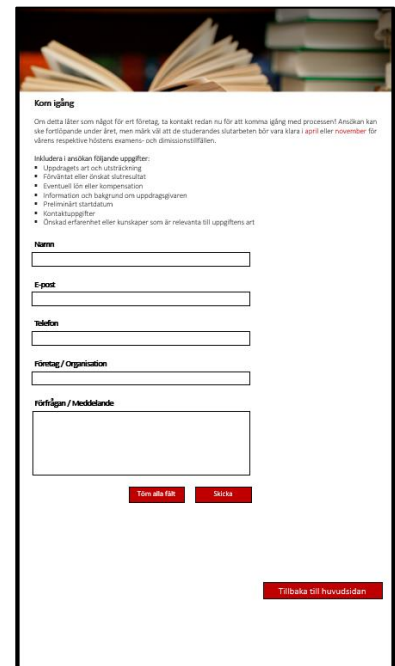 Kom igång
Om detta låter som något för ert företag, ta kontakt redan nu för att komma igång med processen! Ansökan kan
ske fortlöpande under året, men märk väl att de studerandes slutarbeten bör vara klara i april eller november för
vårens respektive höstens examens- och dimissionstillfällen.
Inkludera i ansökan följande uppgifter:
▪ Uppdragets art och utsträckning
▪ Förväntat eller önskat slutresultat
▪ Eventuell lön eller kompensation
▪ Information och bakgrund om uppdragsgivaren
▪ Preliminärt startdatum
▪ Kontaktuppgifter
▪ Önskad erfarenhet eller kunskaper som är relevanta till uppgiftens art
Namn
E-post
Telefon
Företag / Organisation
Förfrågan / Meddelande
Töm alla fält Skicka
Tillbaka till huvudsidan